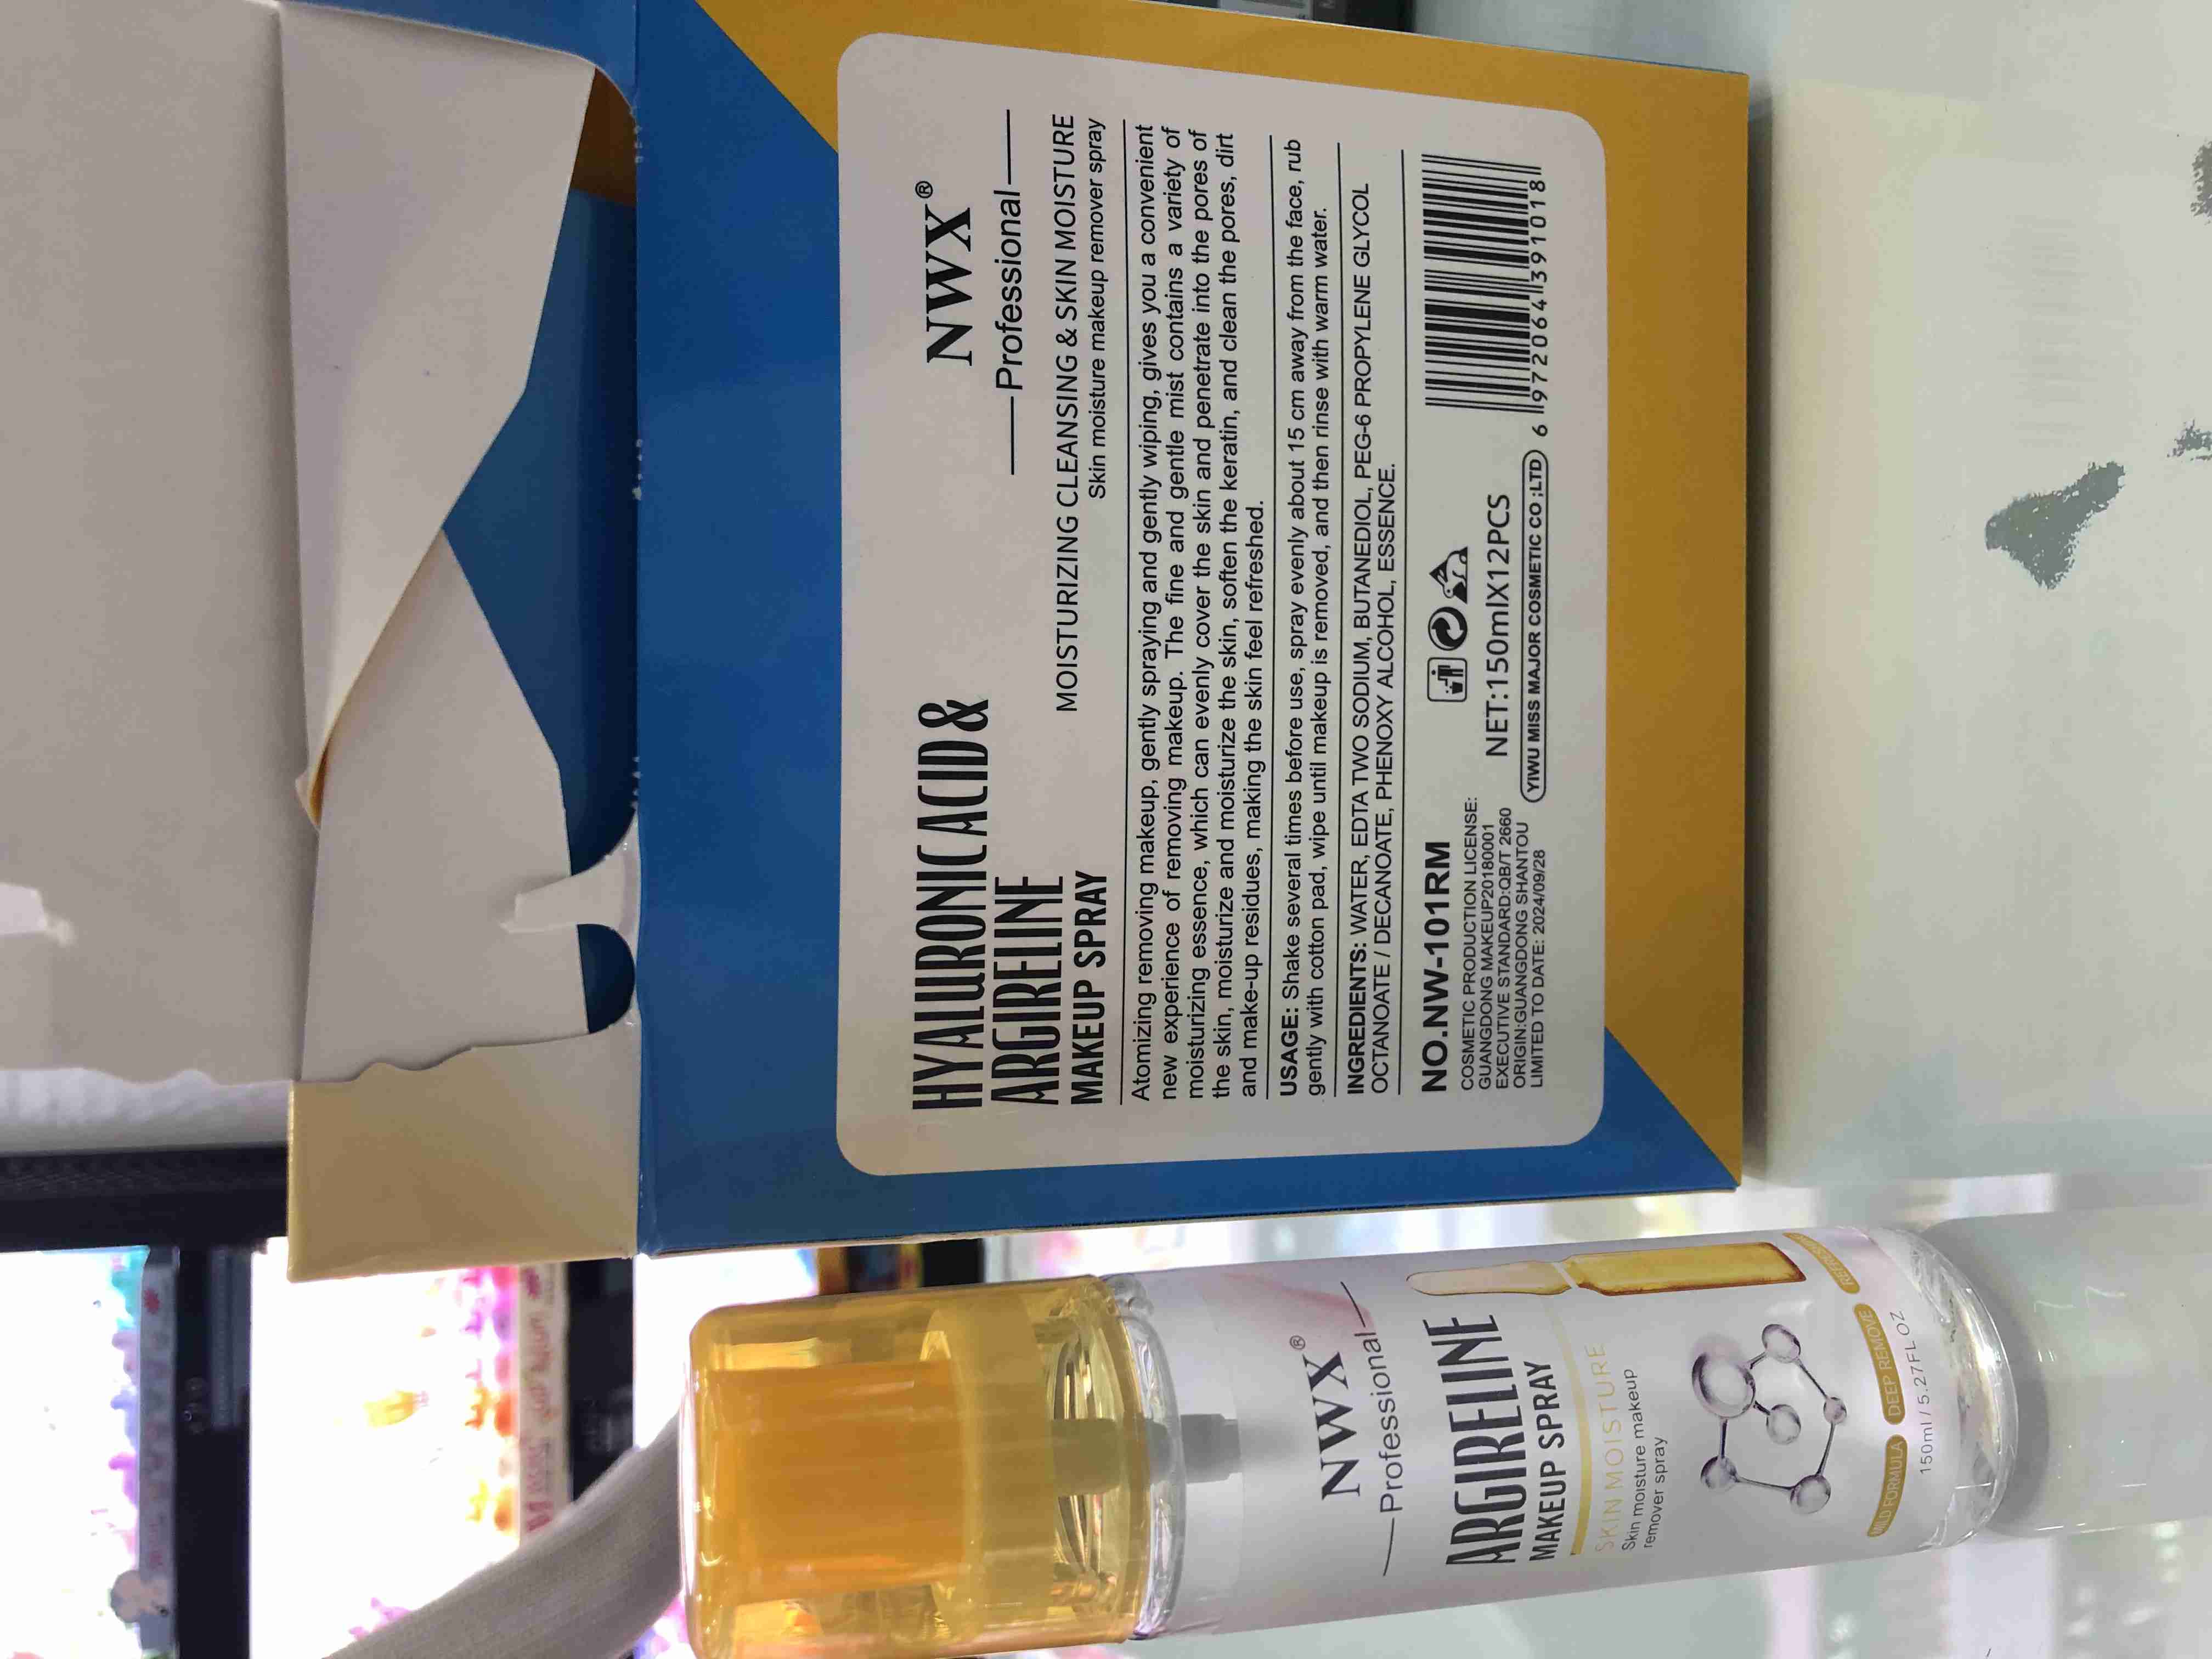 HYALURONIC ACID &
ARGIRELINE
MAKEUP SPRAY
NWX®
Professional
MOISTURIZING CLEANSING & SKIN MOISTURE
Skin moisture makeup remover spray
Atomizing removing makeup, gently spraying and gently wiping, gives you a convenient
new experience of removing makeup. The fine and gentle mist contains a variety of
moisturizing essence, which can evenly cover the skin and penetrate into the pores of
the skin, moisturize and moisturize the skin, soften the keratin, and clean the pores, dirt
and make-up residues, making the skin feel refreshed.
USAGE: Shake several times before use, spray evenly about 15 cm away from the face, rub
gently with cotton pad, wipe until makeup is removed, and then rinse with warm water.
INGREDIENTS: WATER, EDTA TWO SODIUM, BUTANEDIOL, PEG-6 PROPYLENE GLYCOL
OCTANOATE / DECANOATE, PHENOXY ALCOHOL, ESSENCE.
NO.NW-101RM
COSMETIC PRODUCTION LICENSE:
GUANGDONG MAKEUP20180001
EXECUTIVE STANDARD:QB/T 2660
ORIGIN:GUANGDONG SHANTOU
LIMITED TO DATE: 2024/09/28
NET:150mlX12PCS
YIWU MISS MAJOR COSMETIC CO.;LTD
6 972064 391018
NWX®
Professional
ARGIRELINE
MAKEUP SPRAY
SKIN MOISTURE
Skin moisture makeup
remover spray
MILD FORMULA DEEP REMOVE
150ml / 5.27FL OZ